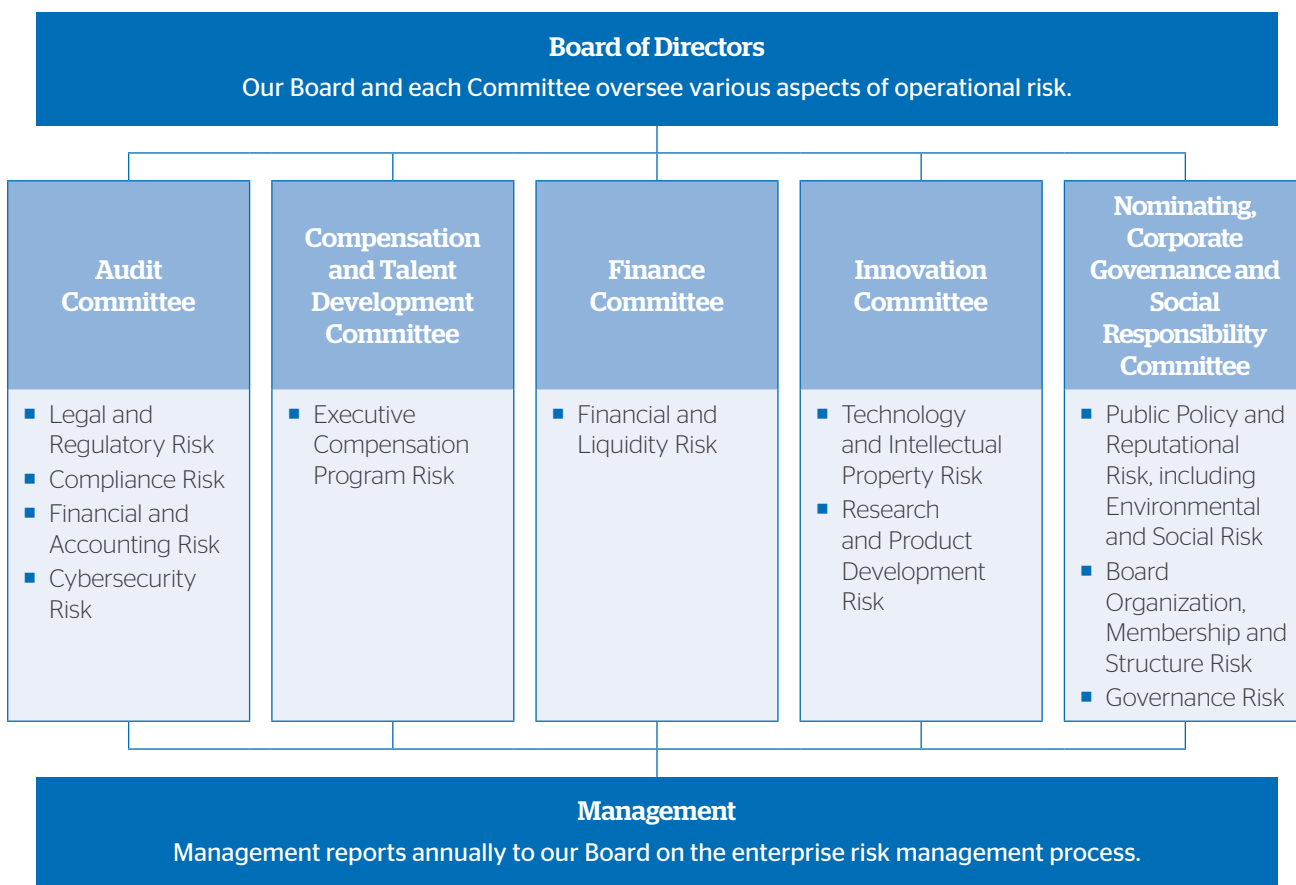 Board of Directors
Our Board and each Committee oversee various aspects of operational risk.
Audit
Committee
■ Legal and
Regulatory Risk
■ Compliance Risk
■ Financial and
Accounting Risk
■ Cybersecurity
Risk
Compensation
and Talent
Development
Committee
■ Executive
Compensation
Program Risk
Finance
Committee
■ Financial and
Liquidity Risk
Innovation
Committee
■ Technology
and Intellectual
Property Risk
■ Research
and Product
Development
Risk
Nominating,
Corporate
Governance and
Social
Responsibility
Committee
■ Public Policy and
Reputational
Risk, including
Environmental
and Social Risk
■ Board
Organization,
Membership and
Structure Risk
■ Governance Risk
Management
Management reports annually to our Board on the enterprise risk management process.